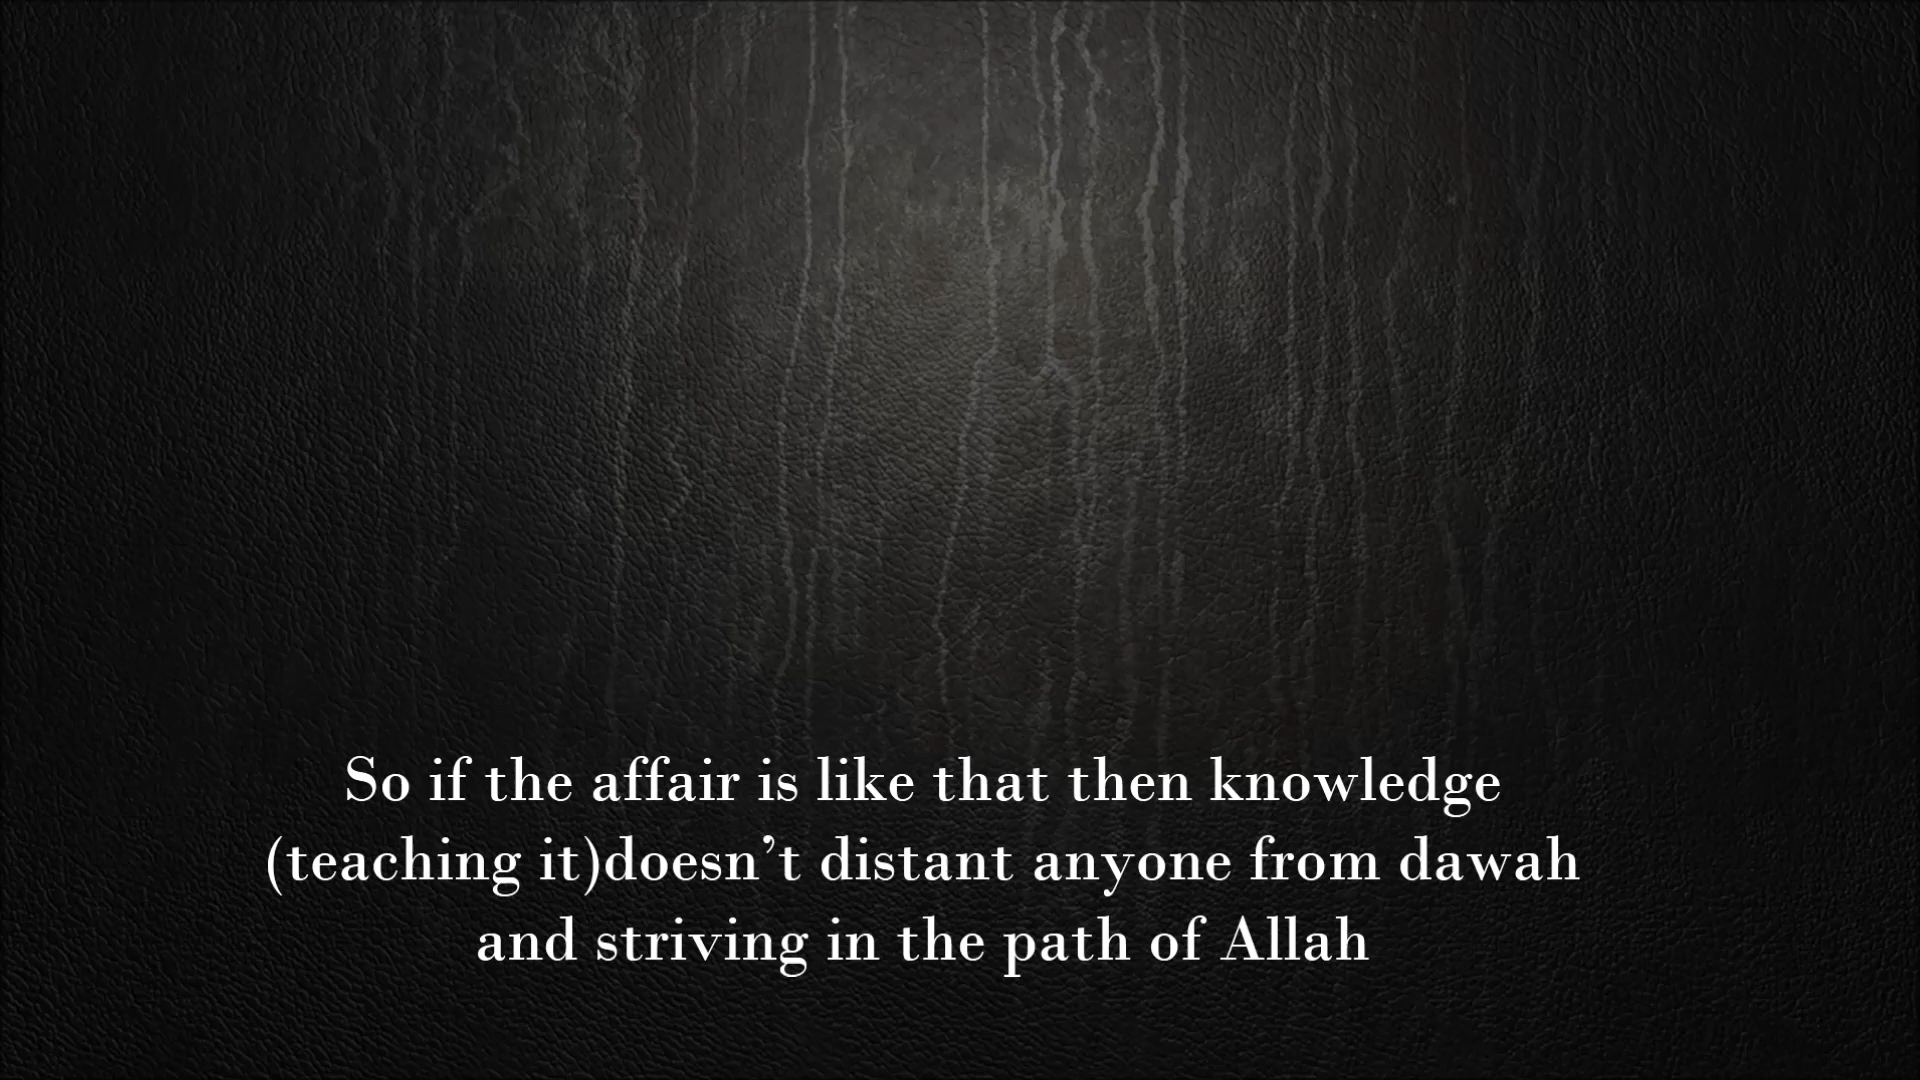 So if the affair is like that then knowledge
(teaching it)doesn’t distant anyone from dawah
and striving in the path of Allah